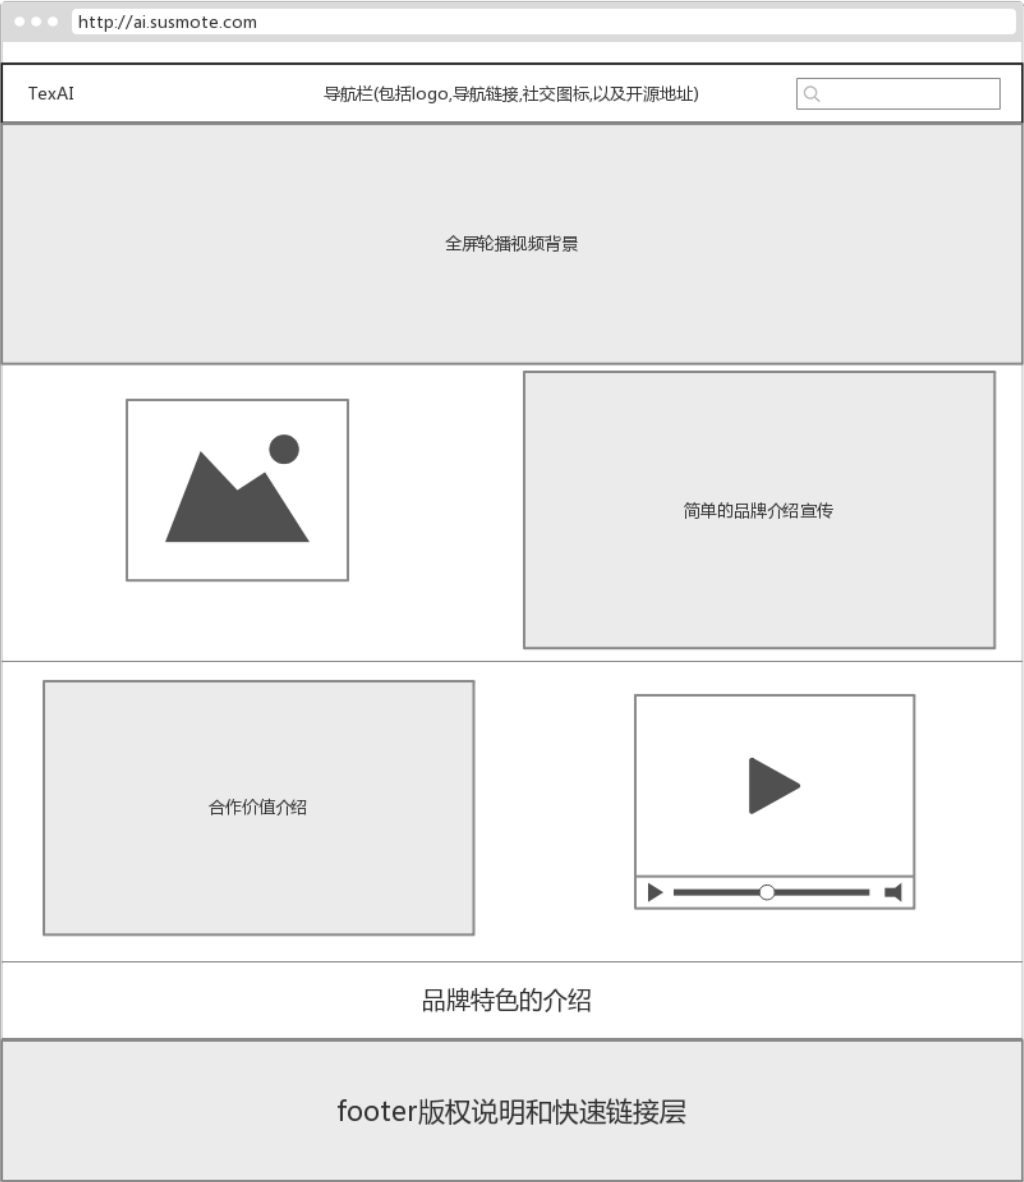 http://ai.susmote.com
TexAI
导航栏(包括logo,导航链接,社交图标,以及开源地址)
全屏轮播视频背景
简单的品牌介绍宣传
合作价值介绍
品牌特色的介绍
footer版权说明和快速链接层